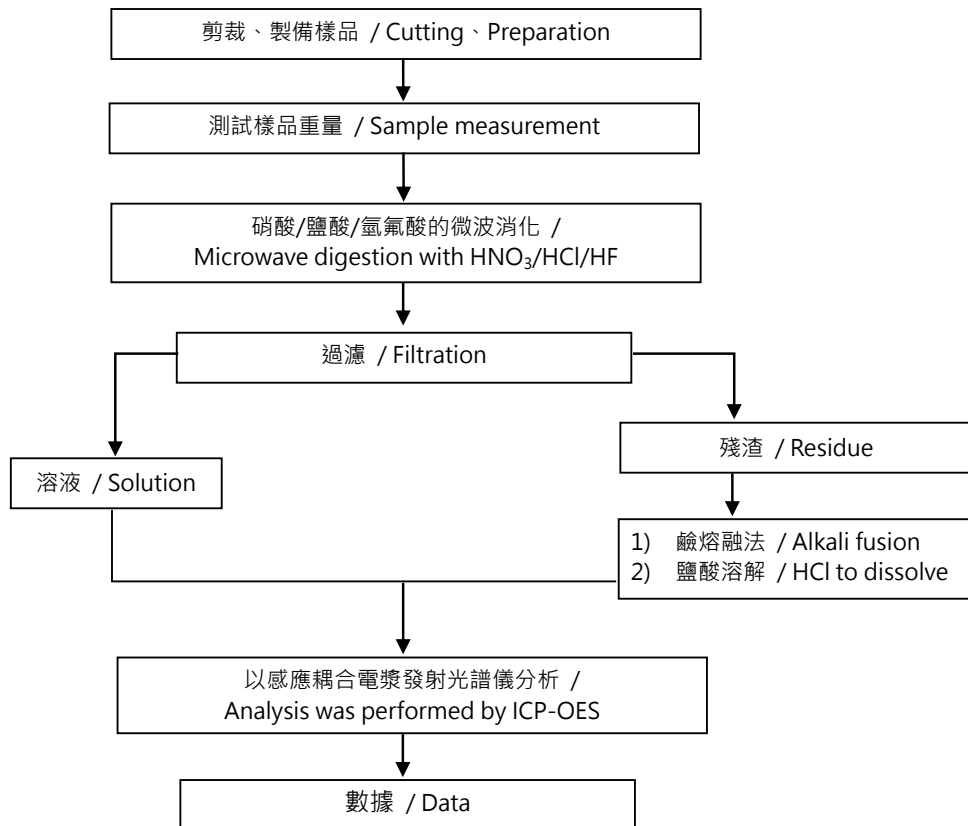 剪裁、製備樣品 / Cutting、Preparation
測試樣品重量 / Sample measurement
硝酸/鹽酸/氫氟酸的微波消化 /
Microwave digestion with HNO₃/HCl/HF
過濾 / Filtration
溶液 / Solution
殘渣 / Residue
1) 鹼熔融法 / Alkali fusion
2) 鹽酸溶解 / HCl to dissolve
以感應耦合電漿發射光譜儀分析 /
Analysis was performed by ICP-OES
數據 / Data